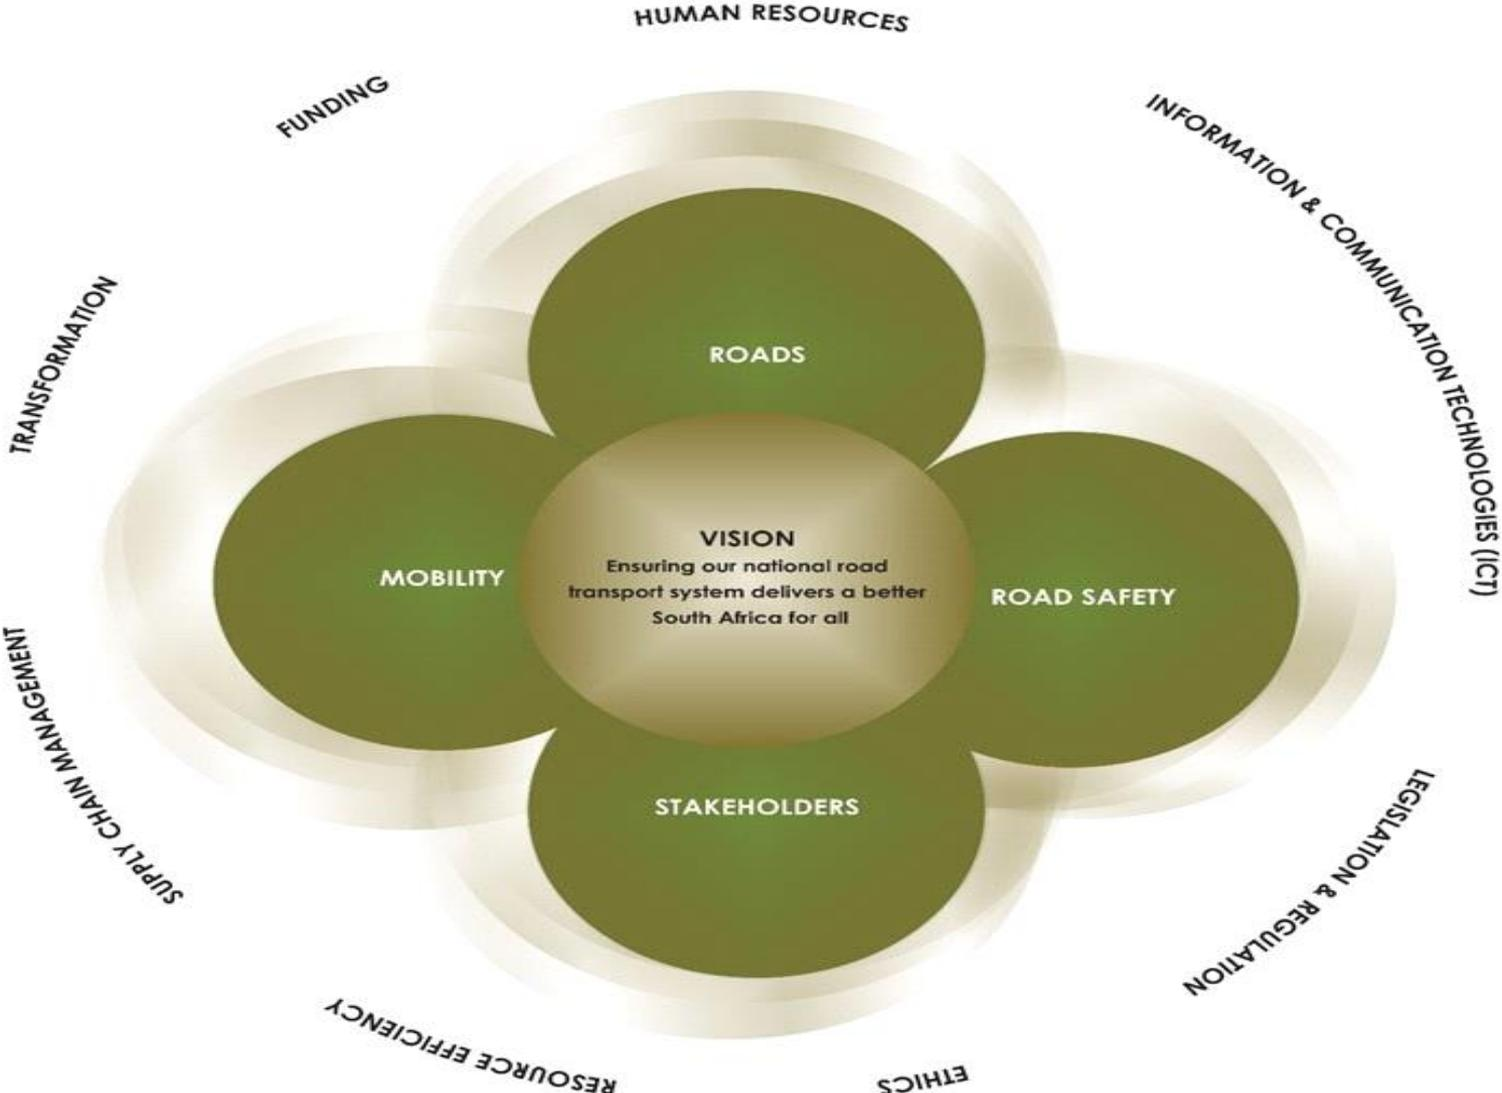 HUMAN RESOURCES
FUNDING
INFORMATION & COMMUNICATION TECHNOLOGIES (ICT)
TRANSFORMATION
ROADS
MOBILITY
VISION
Ensuring our national road
transport system delivers a better
South Africa for all
ROAD SAFETY
STAKEHOLDERS
SUPPLY CHAIN MANAGEMENT
LEGISLATION & REGULATION
RESOURCE EFFICIENCY
ETHICS